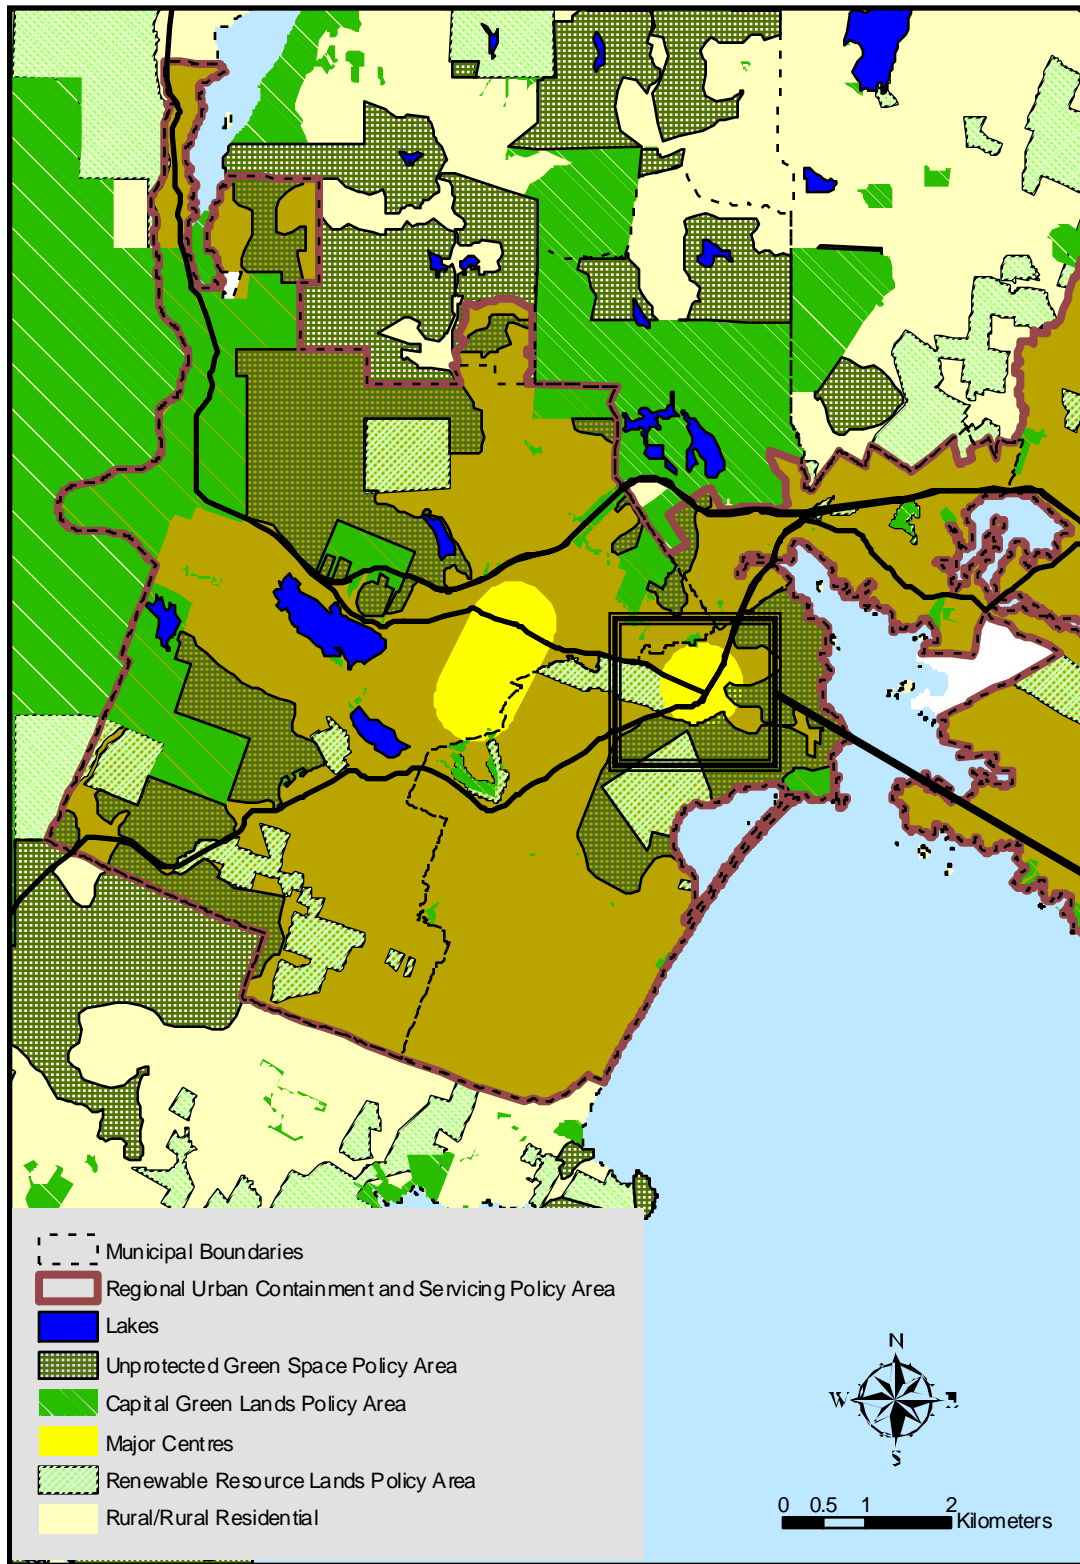 Municipal Boundaries
Regional Urban Containment and Servicing Policy Area
Lakes
Unprotected Green Space Policy Area
Capital Green Lands Policy Area
Major Centres
Renewable Resource Lands Policy Area
Rural/Rural Residential
N
W E
S
0 0.5 1 2
Kilometers